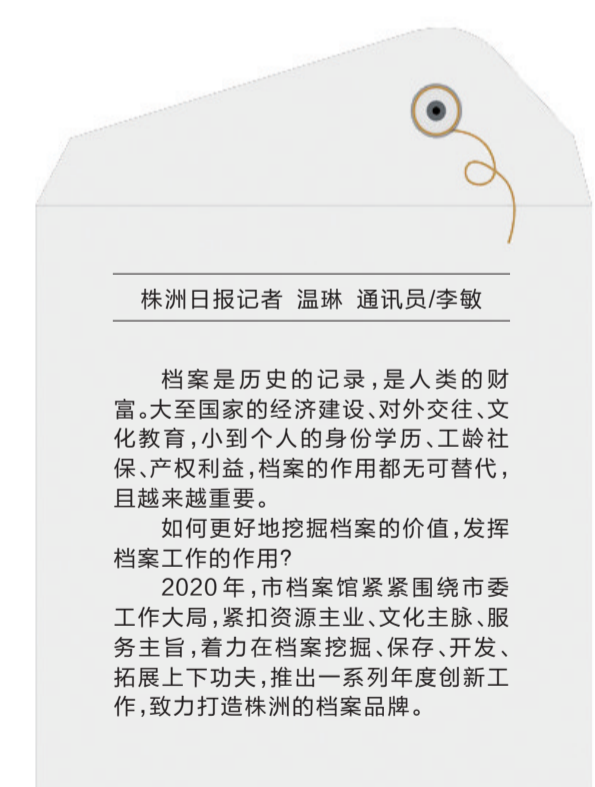 株洲日报记者 温琳 通讯员/李敏
档案是历史的记录,是人类的财
富。大至国家的经济建设、对外交往、文
化教育,小到个人的身份学历、工龄社
保、产权利益,档案的作用都无可替代,
且越来越重要。
如何更好地挖掘档案的价值,发挥
档案工作的作用?
2020年,市档案馆紧紧围绕市委
工作大局,紧扣资源主业、文化主脉、服
务主旨,着力在档案挖掘、保存、开发、
拓展上下功夫,推出一系列年度创新工
作,致力打造株洲的档案品牌。